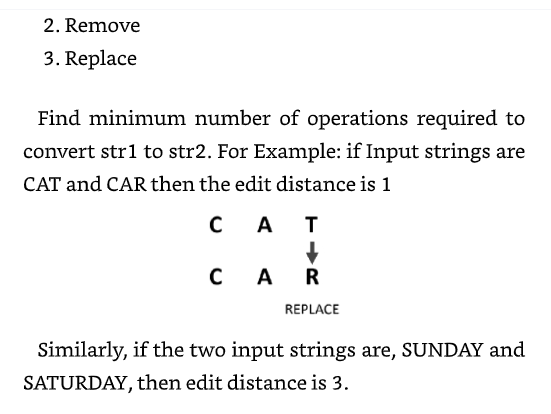 2. Remove
3. Replace
Find minimum number of operations required to
convert str1 to str2. For Example: if Input strings are
CAT and CAR then the edit distance is 1
C A T
C A R
REPLACE
Similarly, if the two input strings are, SUNDAY and
SATURDAY, then edit distance is 3.